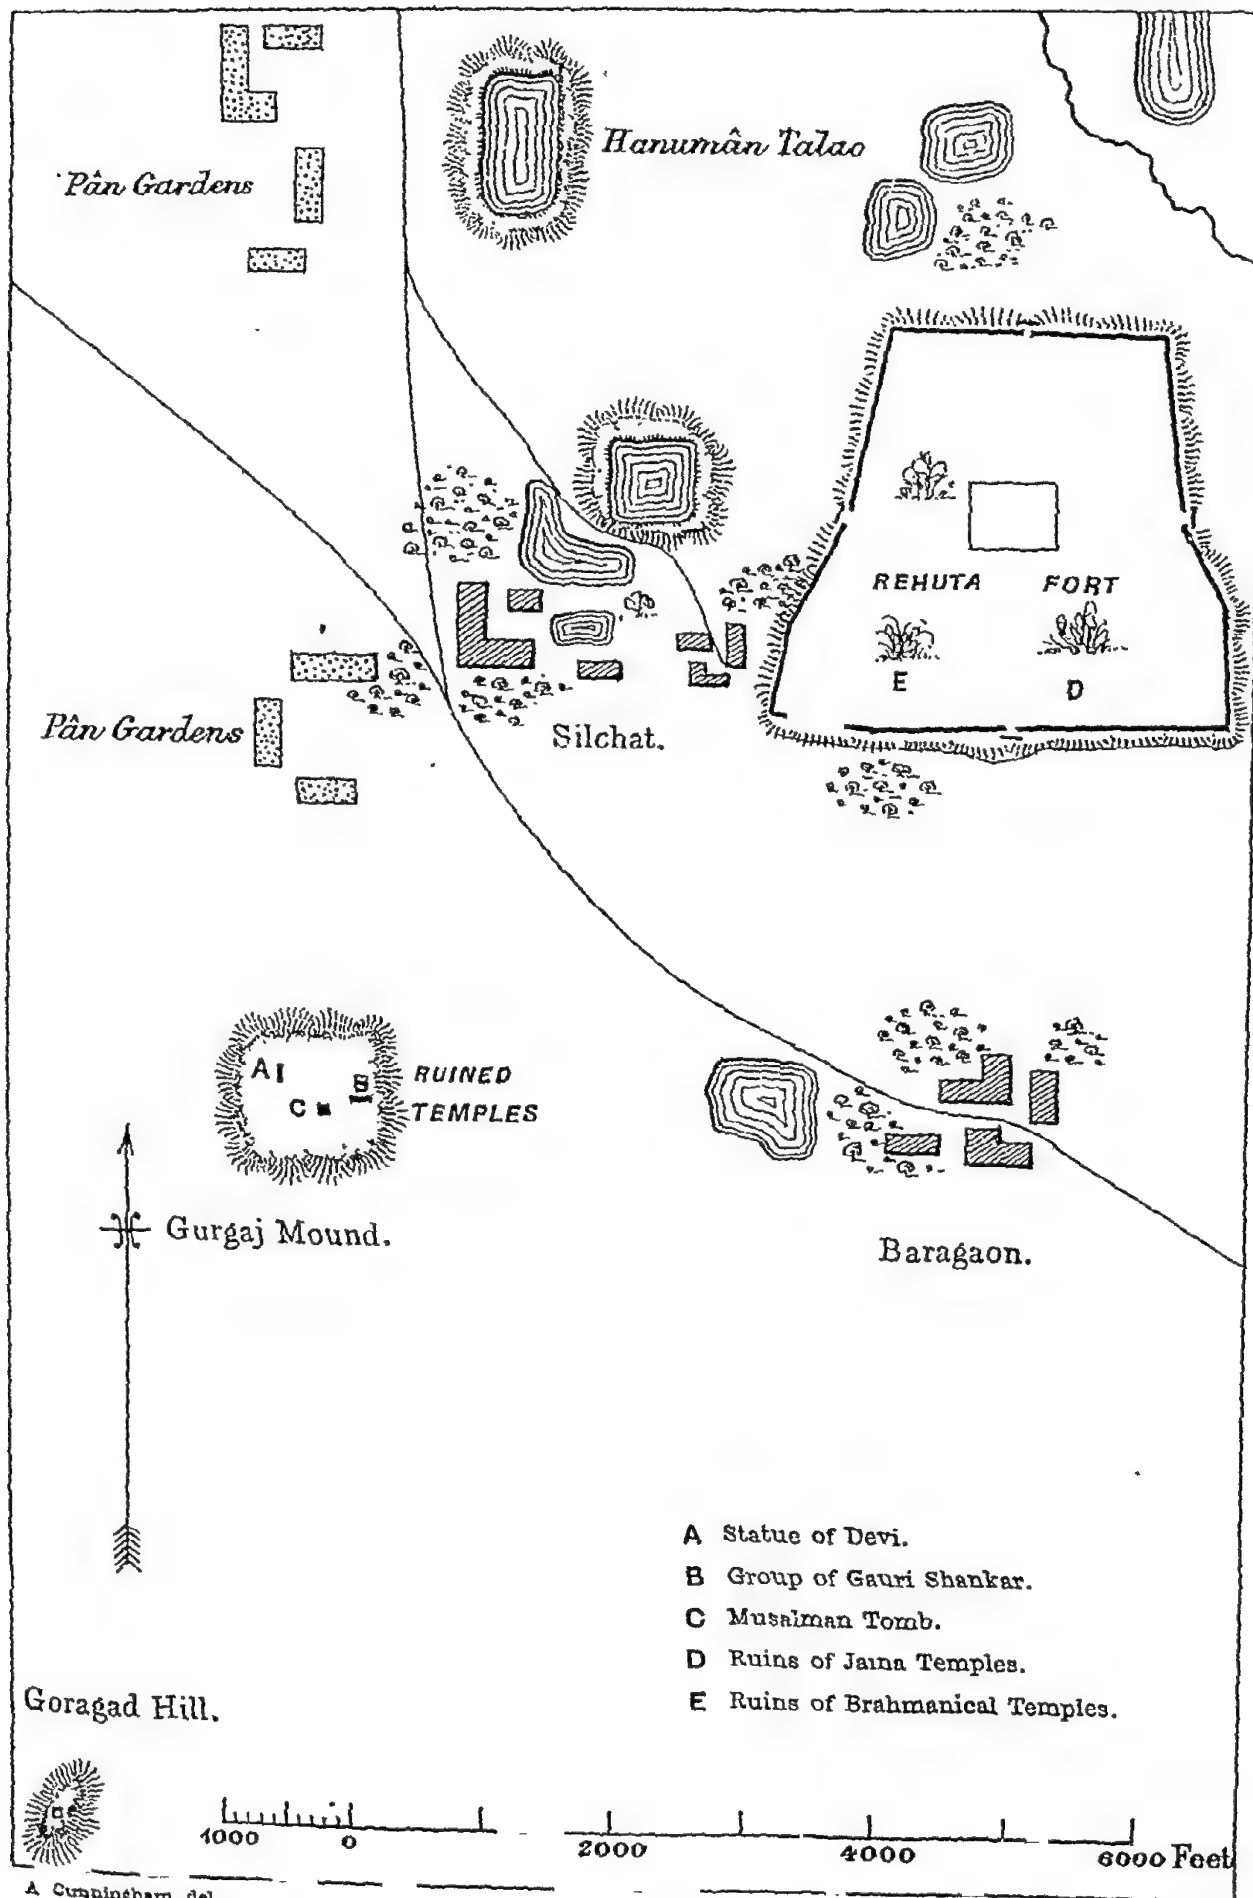 Hanumân Talao
Pân Gardens
REHUTA FORT
E
D
Pân Gardens
Silchat.
A
B
C
RUINED
TEMPLES
Gurgaj Mound.
Baragaon.
A Statue of Devi.
B Group of Gauri Shankar.
C Musalman Tomb.
D Ruins of Jaina Temples.
E Ruins of Brahmanical Temples.
Goragad Hill.
1000 0 2000 4000 6000 Feet
A Cunningham del